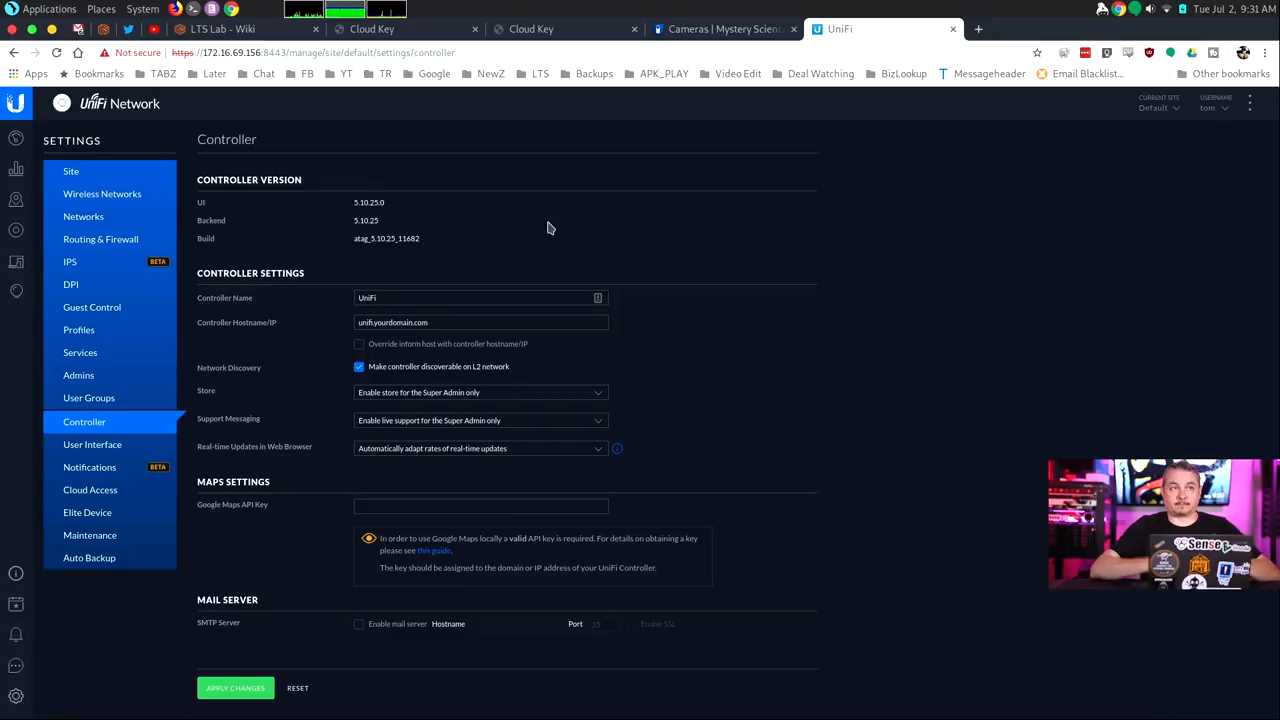 Applications Places System Tue Jul 2, 9:31 AM
LTS Lab - Wiki Cloud Key Cloud Key Cameras | Mystery Scienc UniFi
Not secure https://172.16.69.156:8443/manage/site/default/settings/controller
Apps Bookmarks TABZ Later Chat FB YT TR Google NewZ LTS Backups APK_PLAY Video Edit Deal Watching BizLookup Messageheader Email Blacklist... Other bookmarks
UniFi Network
CURRENT SITE USERNAME
Default tom
SETTINGS
Site
Wireless Networks
Networks
Routing & Firewall
IPS BETA
DPI
Guest Control
Profiles
Services
Admins
User Groups
Controller
User Interface
Notifications BETA
Cloud Access
Elite Device
Maintenance
Auto Backup
Controller
CONTROLLER VERSION
UI 5.10.25.0
Backend 5.10.25
Build atag_5.10.25_11682
CONTROLLER SETTINGS
Controller Name UniFi
Controller Hostname/IP unifi.yourdomain.com
Override inform host with controller hostname/IP
Network Discovery Make controller discoverable on L2 network
Store Enable store for the Super Admin only
Support Messaging Enable live support for the Super Admin only
Real-time Updates in Web Browser Automatically adapt rates of real-time updates
MAPS SETTINGS
Google Maps API Key
In order to use Google Maps locally a valid API key is required. For details on obtaining a key
please see this guide.
The key should be assigned to the domain or IP address of your UniFi Controller.
MAIL SERVER
SMTP Server Enable mail server Hostname Port 25 Enable SSL
APPLY CHANGES RESET
Sense